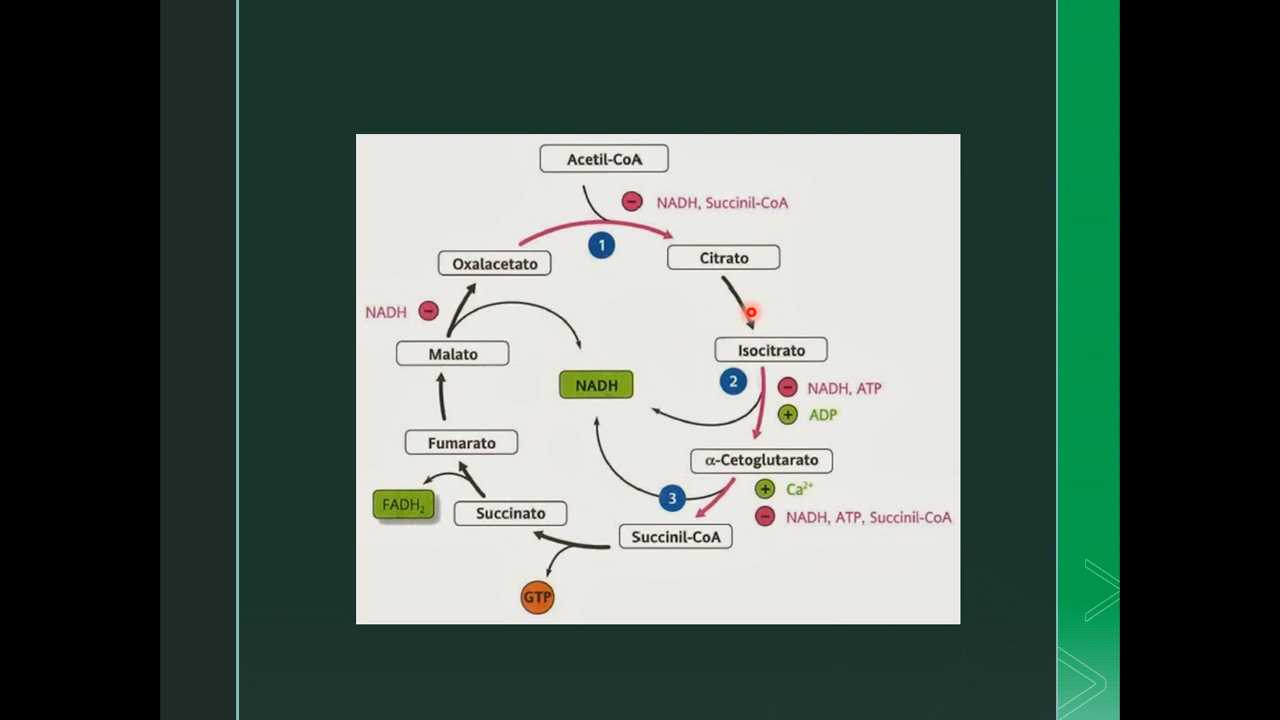 Acetil-CoA
− NADH, Succinil-CoA
1
Oxalacetato
Citrato
NADH −
Malato
Isocitrato
NADH
2
− NADH, ATP
+ ADP
Fumarato
α-Cetoglutarato
+ Ca²⁺
3
FADH₂
Succinato
− NADH, ATP, Succinil-CoA
Succinil-CoA
GTP